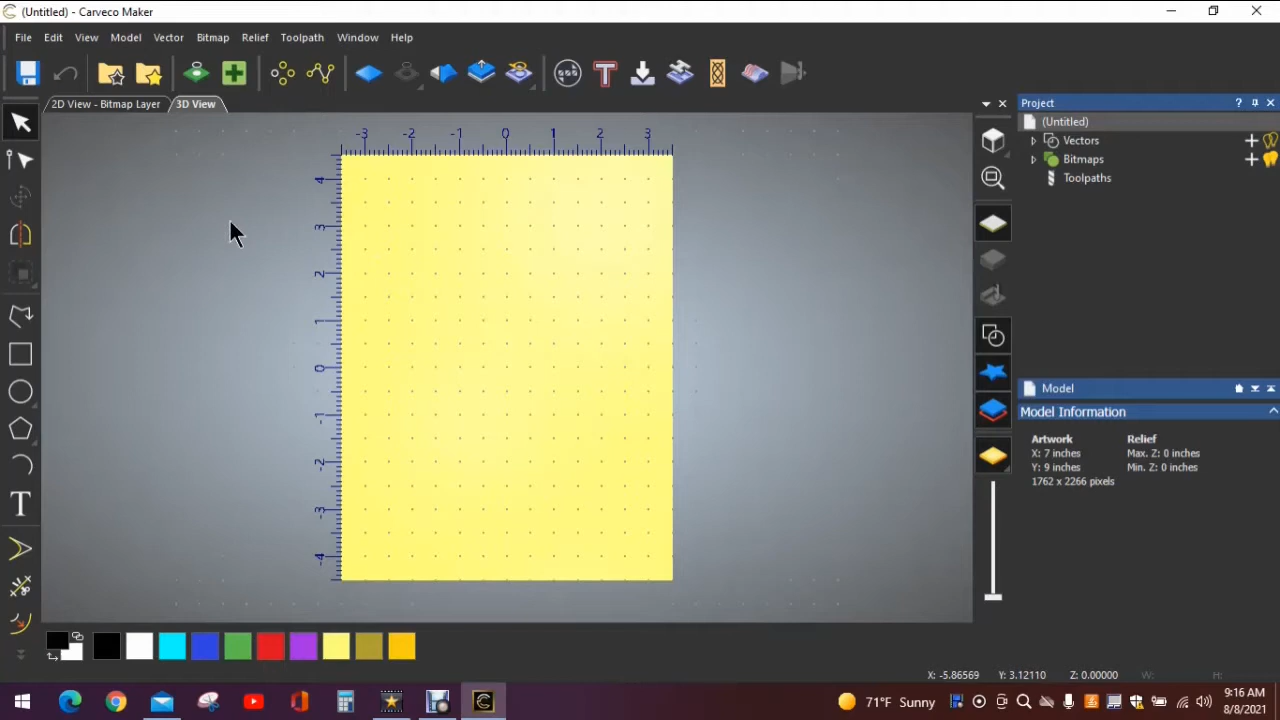 (Untitled) - Carveco Maker
File Edit View Model Vector Bitmap Relief Toolpath Window Help
2D View - Bitmap Layer 3D View
Project
(Untitled)
Vectors
Bitmaps
Toolpaths
-3 -2 -1 0 1 2 3
4
3
2
1
0
-1
-2
-3
-4
Model
Model Information
Artwork Relief
X: 7 inches Max. Z: 0 inches
Y: 9 inches Min. Z: 0 inches
1762 x 2266 pixels
X: -5.86569 Y: 3.12110 Z: 0.00000 W: H:
71°F Sunny
9:16 AM
8/8/2021